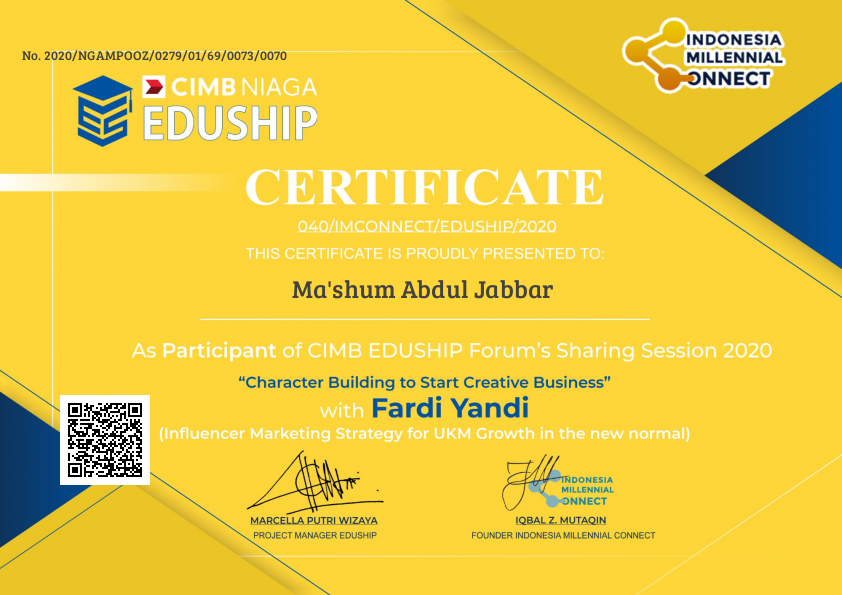 No. 2020/NGAMPOOZ/0279/01/69/0073/0070
INDONESIA
MILLENNIAL
ONNECT
CIMB NIAGA
EDUSHIP
CERTIFICATE
040/IMCONNECT/EDUSHIP/2020
THIS CERTIFICATE IS PROUDLY PRESENTED TO:
Ma'shum Abdul Jabbar
As Participant of CIMB EDUSHIP Forum's Sharing Session 2020
“Character Building to Start Creative Business”
with Fardi Yandi
(Influencer Marketing Strategy for UKM Growth in the new normal)
INDONESIA
MILLENNIAL
ONNECT
MARCELLA PUTRI WIZAYA
PROJECT MANAGER EDUSHIP
IQBAL Z. MUTAQIN
FOUNDER INDONESIA MILLENNIAL CONNECT